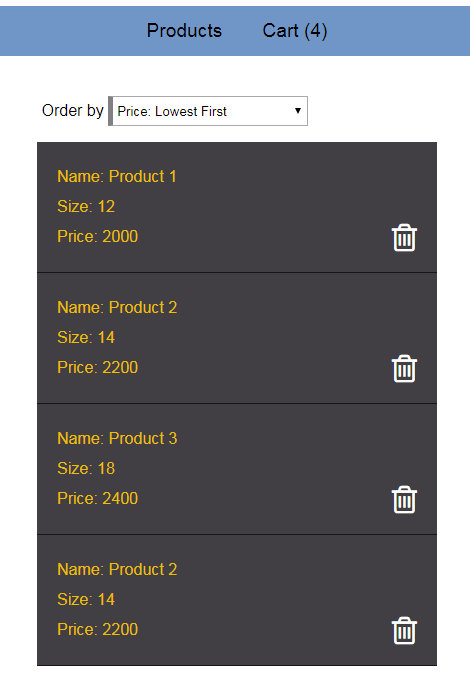 Products Cart (4)
Order by Price: Lowest First
Name: Product 1
Size: 12
Price: 2000
Name: Product 2
Size: 14
Price: 2200
Name: Product 3
Size: 18
Price: 2400
Name: Product 2
Size: 14
Price: 2200